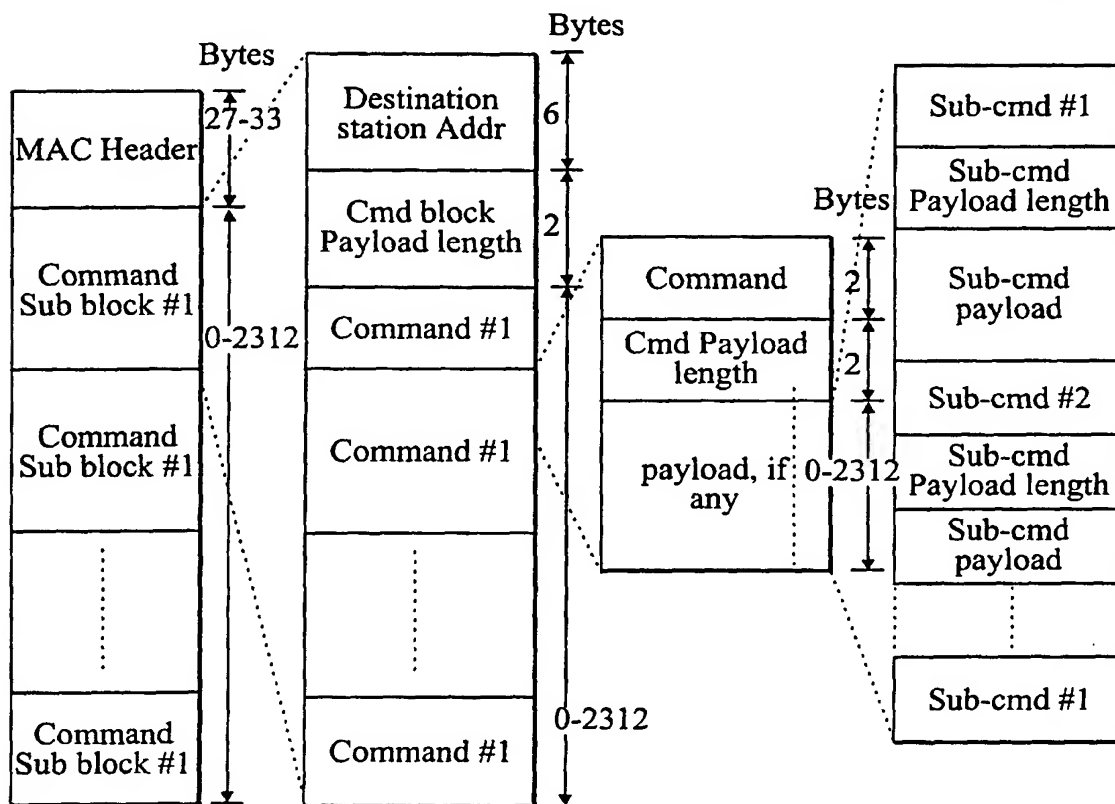 Bytes
27-33
MAC Header
Command
Sub block #1
0-2312
Command
Sub block #1
Command
Sub block #1
Bytes
Destination
station Addr
6
Cmd block
Payload length
2
Command #1
Command #1
Command #1
0-2312
Bytes
Command
2
Cmd Payload
length
2
payload, if
any
0-2312
Sub-cmd #1
Sub-cmd
Payload length
Sub-cmd
payload
Sub-cmd #2
Sub-cmd
Payload length
Sub-cmd
payload
Sub-cmd #1